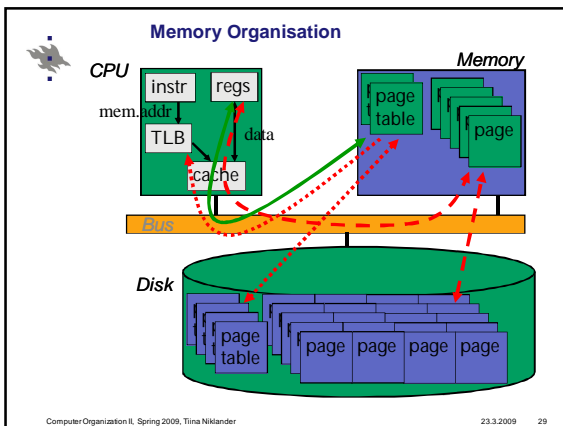 Memory Organisation
CPU
Memory
instr
regs
mem.addr
data
TLB
cache
page
table
page
Bus
Disk
page
table
page
page
page
page
Computer Organization II, Spring 2009, Tiina Niklander
23.3.2009
29